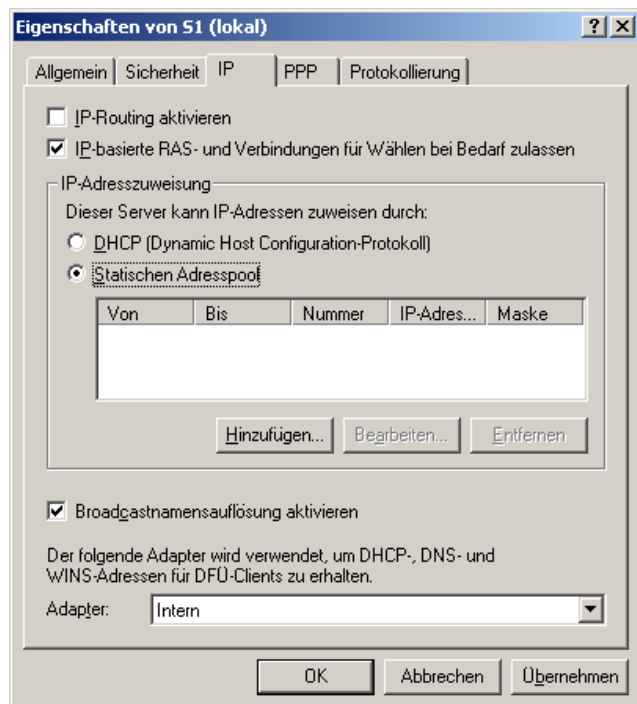 Eigenschaften von S1 (lokal)
Allgemein Sicherheit IP PPP Protokollierung
IP-Routing aktivieren
IP-basierte RAS- und Verbindungen für Wählen bei Bedarf zulassen
IP-Adresszuweisung
Dieser Server kann IP-Adressen zuweisen durch:
DHCP (Dynamic Host Configuration-Protokoll)
Statischen Adresspool
Von Bis Nummer IP-Adres... Maske
Hinzufügen... Bearbeiten... Entfernen
Broadcastnamensauflösung aktivieren
Der folgende Adapter wird verwendet, um DHCP-, DNS- und
WINS-Adressen für DFÜ-Clients zu erhalten.
Adapter: Intern
OK Abbrechen Übernehmen